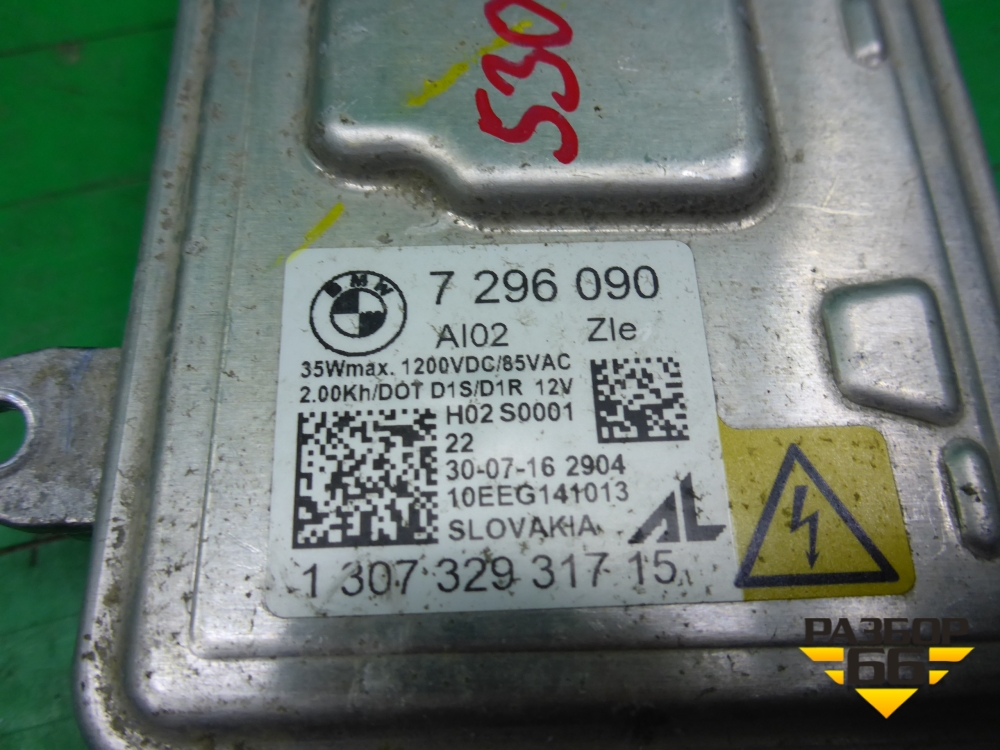 530
BMW
7 296 090
AI02 ZIe
35Wmax. 1200VDC/85VAC
2.00Kh/DOT D1S/D1R 12V
H02 S0001
22
30-07-16 2904
10EEG141013
SLOVAKIA
AL
1 307 329 317 15
РАЗБОР
66